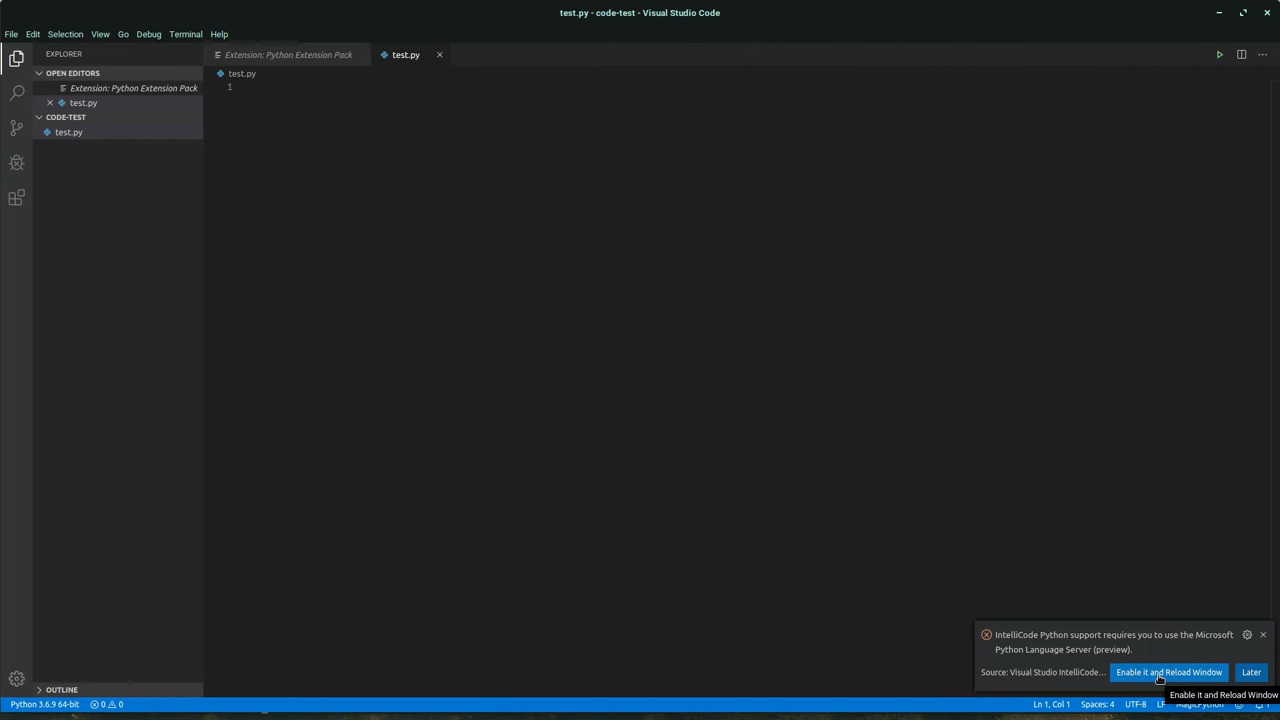 test.py - code-test - Visual Studio Code
File Edit Selection View Go Debug Terminal Help
EXPLORER
Extension: Python Extension Pack
test.py
OPEN EDITORS
test.py
Extension: Python Extension Pack
1
test.py
CODE-TEST
test.py
IntelliCode Python support requires you to use the Microsoft
Python Language Server (preview).
Source: Visual Studio IntelliCode... Enable it and Reload Window Later
OUTLINE
Enable it and Reload Window
Python 3.6.9 64-bit 0 0 Ln 1, Col 1 Spaces: 4 UTF-8 LF MagicPython 1